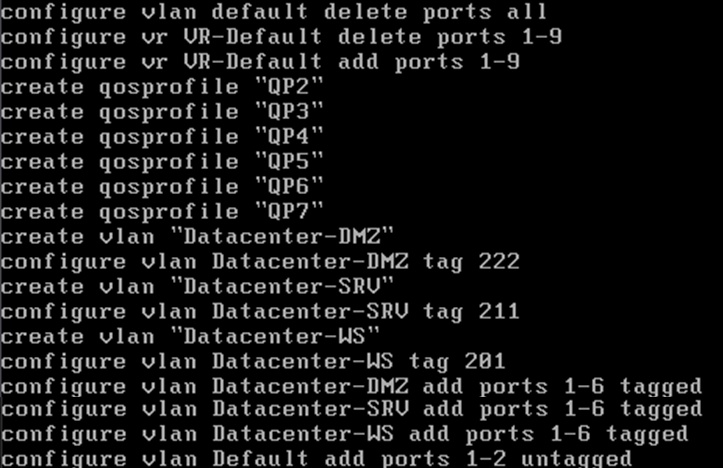 configure vlan default delete ports all
configure vr VR-Default delete ports 1-9
configure vr VR-Default add ports 1-9
create qosprofile "QP2"
create qosprofile "QP3"
create qosprofile "QP4"
create qosprofile "QP5"
create qosprofile "QP6"
create qosprofile "QP7"
create vlan "Datacenter-DMZ"
configure vlan Datacenter-DMZ tag 222
create vlan "Datacenter-SRV"
configure vlan Datacenter-SRV tag 211
create vlan "Datacenter-WS"
configure vlan Datacenter-WS tag 201
configure vlan Datacenter-DMZ add ports 1-6 tagged
configure vlan Datacenter-SRV add ports 1-6 tagged
configure vlan Datacenter-WS add ports 1-6 tagged
configure vlan Default add ports 1-2 untagged